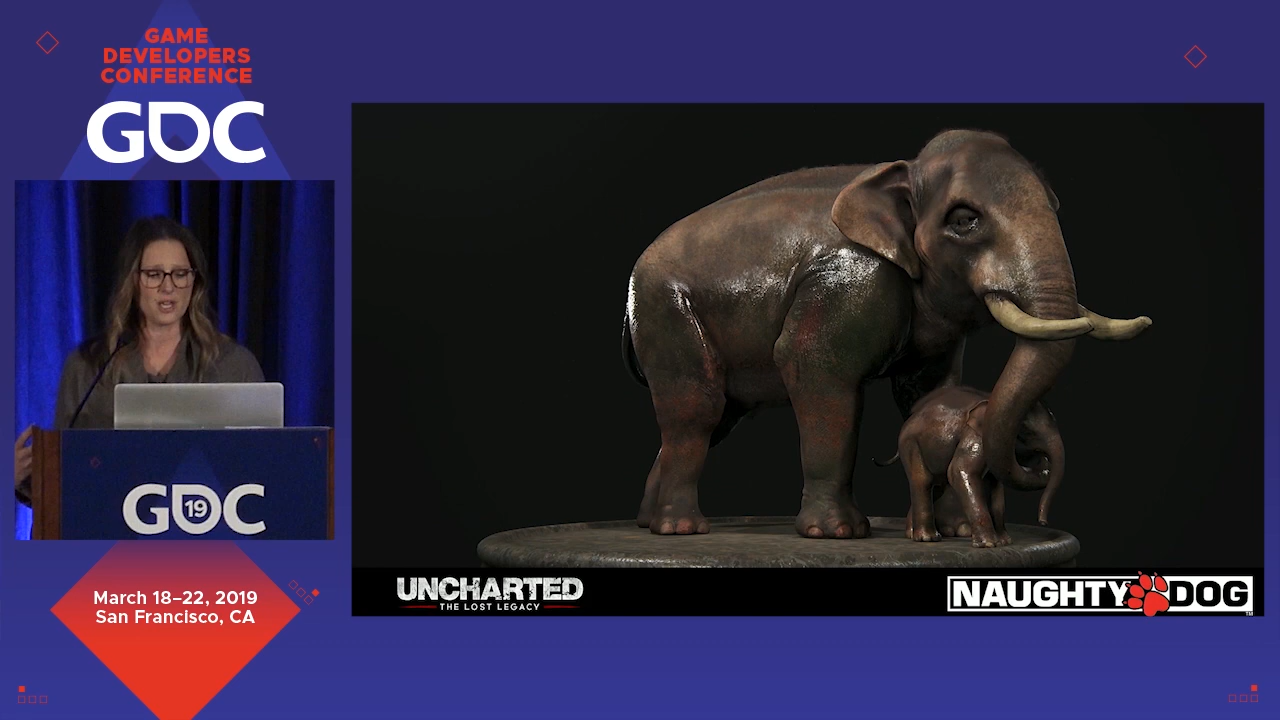 GAME
DEVELOPERS
CONFERENCE
GDC
GDC
19
March 18–22, 2019
San Francisco, CA
UNCHARTED
THE LOST LEGACY
NAUGHTY DOG